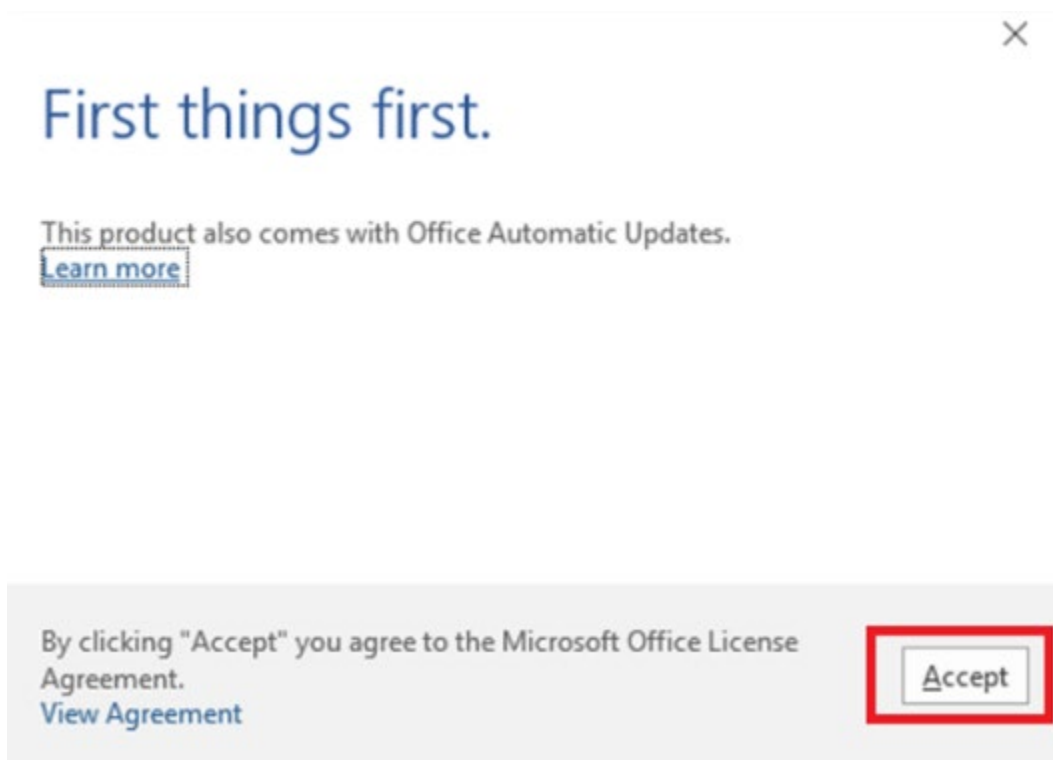 First things first.
This product also comes with Office Automatic Updates.
Learn more
By clicking "Accept" you agree to the Microsoft Office License
Agreement.
View Agreement
Accept